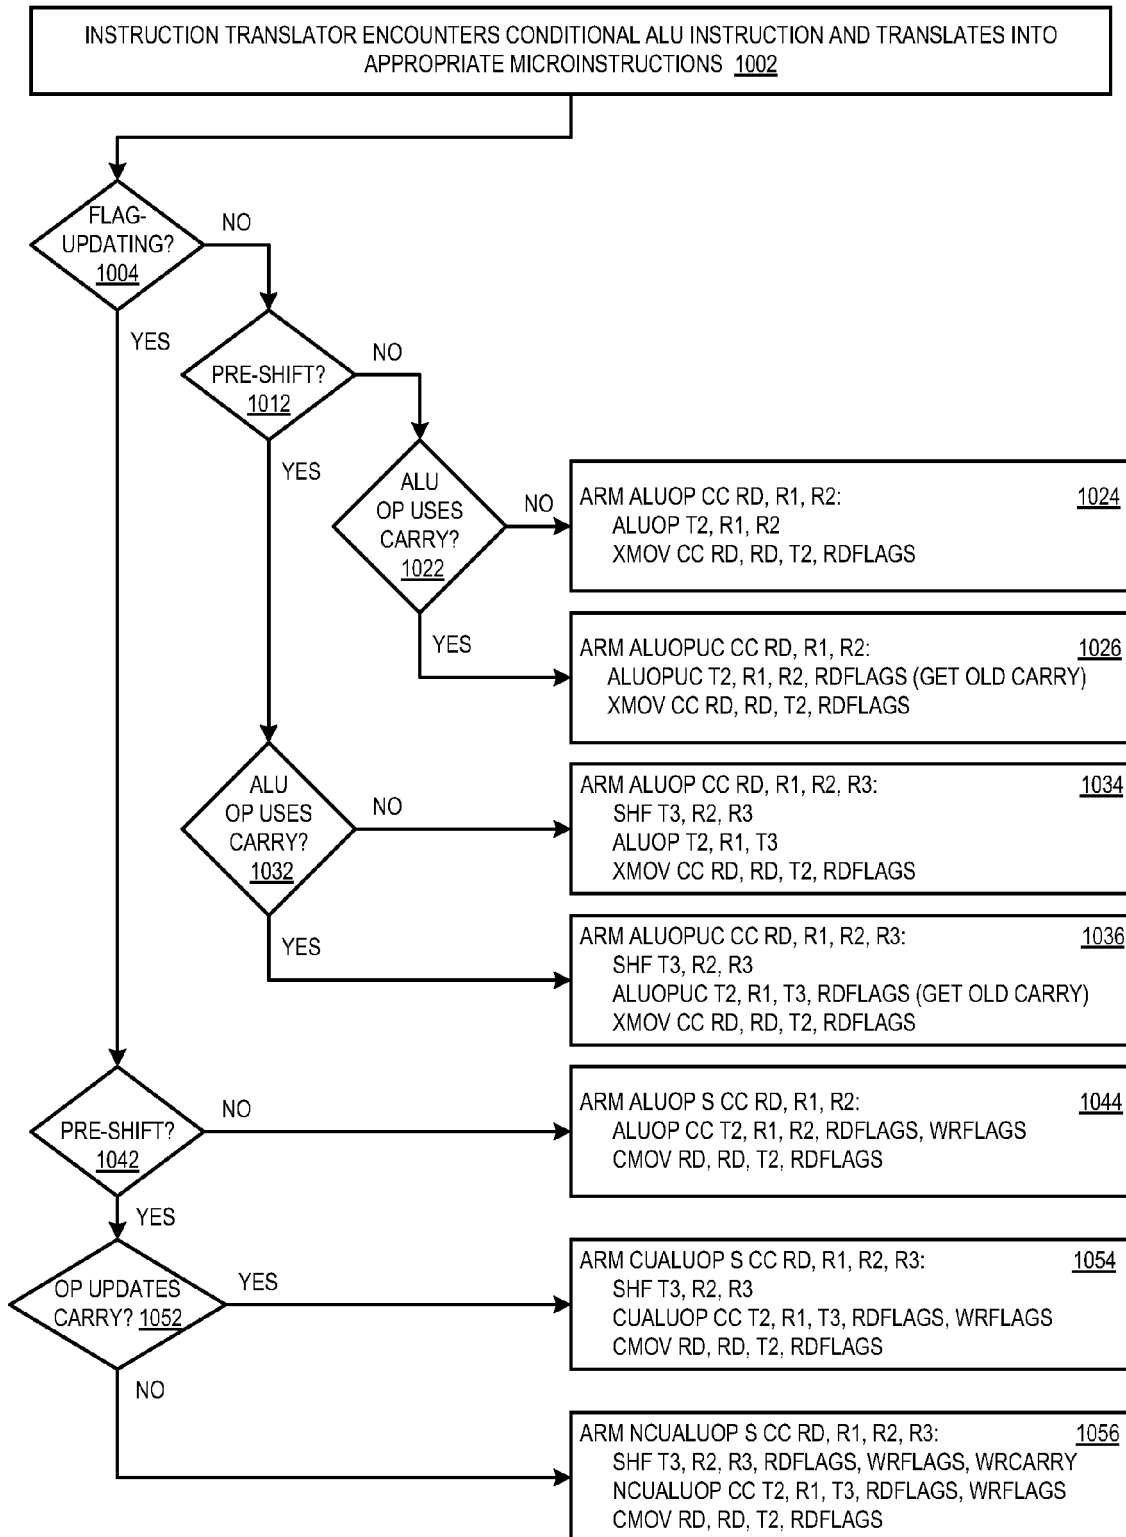 INSTRUCTION TRANSLATOR ENCOUNTERS CONDITIONAL ALU INSTRUCTION AND TRANSLATES INTO
APPROPRIATE MICROINSTRUCTIONS 1002
FLAG-
UPDATING?
1004
NO
YES
PRE-SHIFT?
1012
NO
YES
ALU
OP USES
CARRY?
1022
NO
YES
ARM ALUOP CC RD, R1, R2: 1024
ALUOP T2, R1, R2
XMOV CC RD, RD, T2, RDFLAGS
ARM ALUOPUC CC RD, R1, R2: 1026
ALUOPUC T2, R1, R2, RDFLAGS (GET OLD CARRY)
XMOV CC RD, RD, T2, RDFLAGS
ALU
OP USES
CARRY?
1032
NO
YES
ARM ALUOP CC RD, R1, R2, R3: 1034
SHF T3, R2, R3
ALUOP T2, R1, T3
XMOV CC RD, RD, T2, RDFLAGS
ARM ALUOPUC CC RD, R1, R2, R3: 1036
SHF T3, R2, R3
ALUOPUC T2, R1, T3, RDFLAGS (GET OLD CARRY)
XMOV CC RD, RD, T2, RDFLAGS
PRE-SHIFT?
1042
NO
YES
ARM ALUOP S CC RD, R1, R2: 1044
ALUOP CC T2, R1, R2, RDFLAGS, WRFLAGS
CMOV RD, RD, T2, RDFLAGS
OP UPDATES
CARRY? 1052
YES
NO
ARM CUALUOP S CC RD, R1, R2, R3: 1054
SHF T3, R2, R3
CUALUOP CC T2, R1, T3, RDFLAGS, WRFLAGS
CMOV RD, RD, T2, RDFLAGS
ARM NCUALUOP S CC RD, R1, R2, R3: 1056
SHF T3, R2, R3, RDFLAGS, WRFLAGS, WRCARRY
NCUALUOP CC T2, R1, T3, RDFLAGS, WRFLAGS
CMOV RD, RD, T2, RDFLAGS